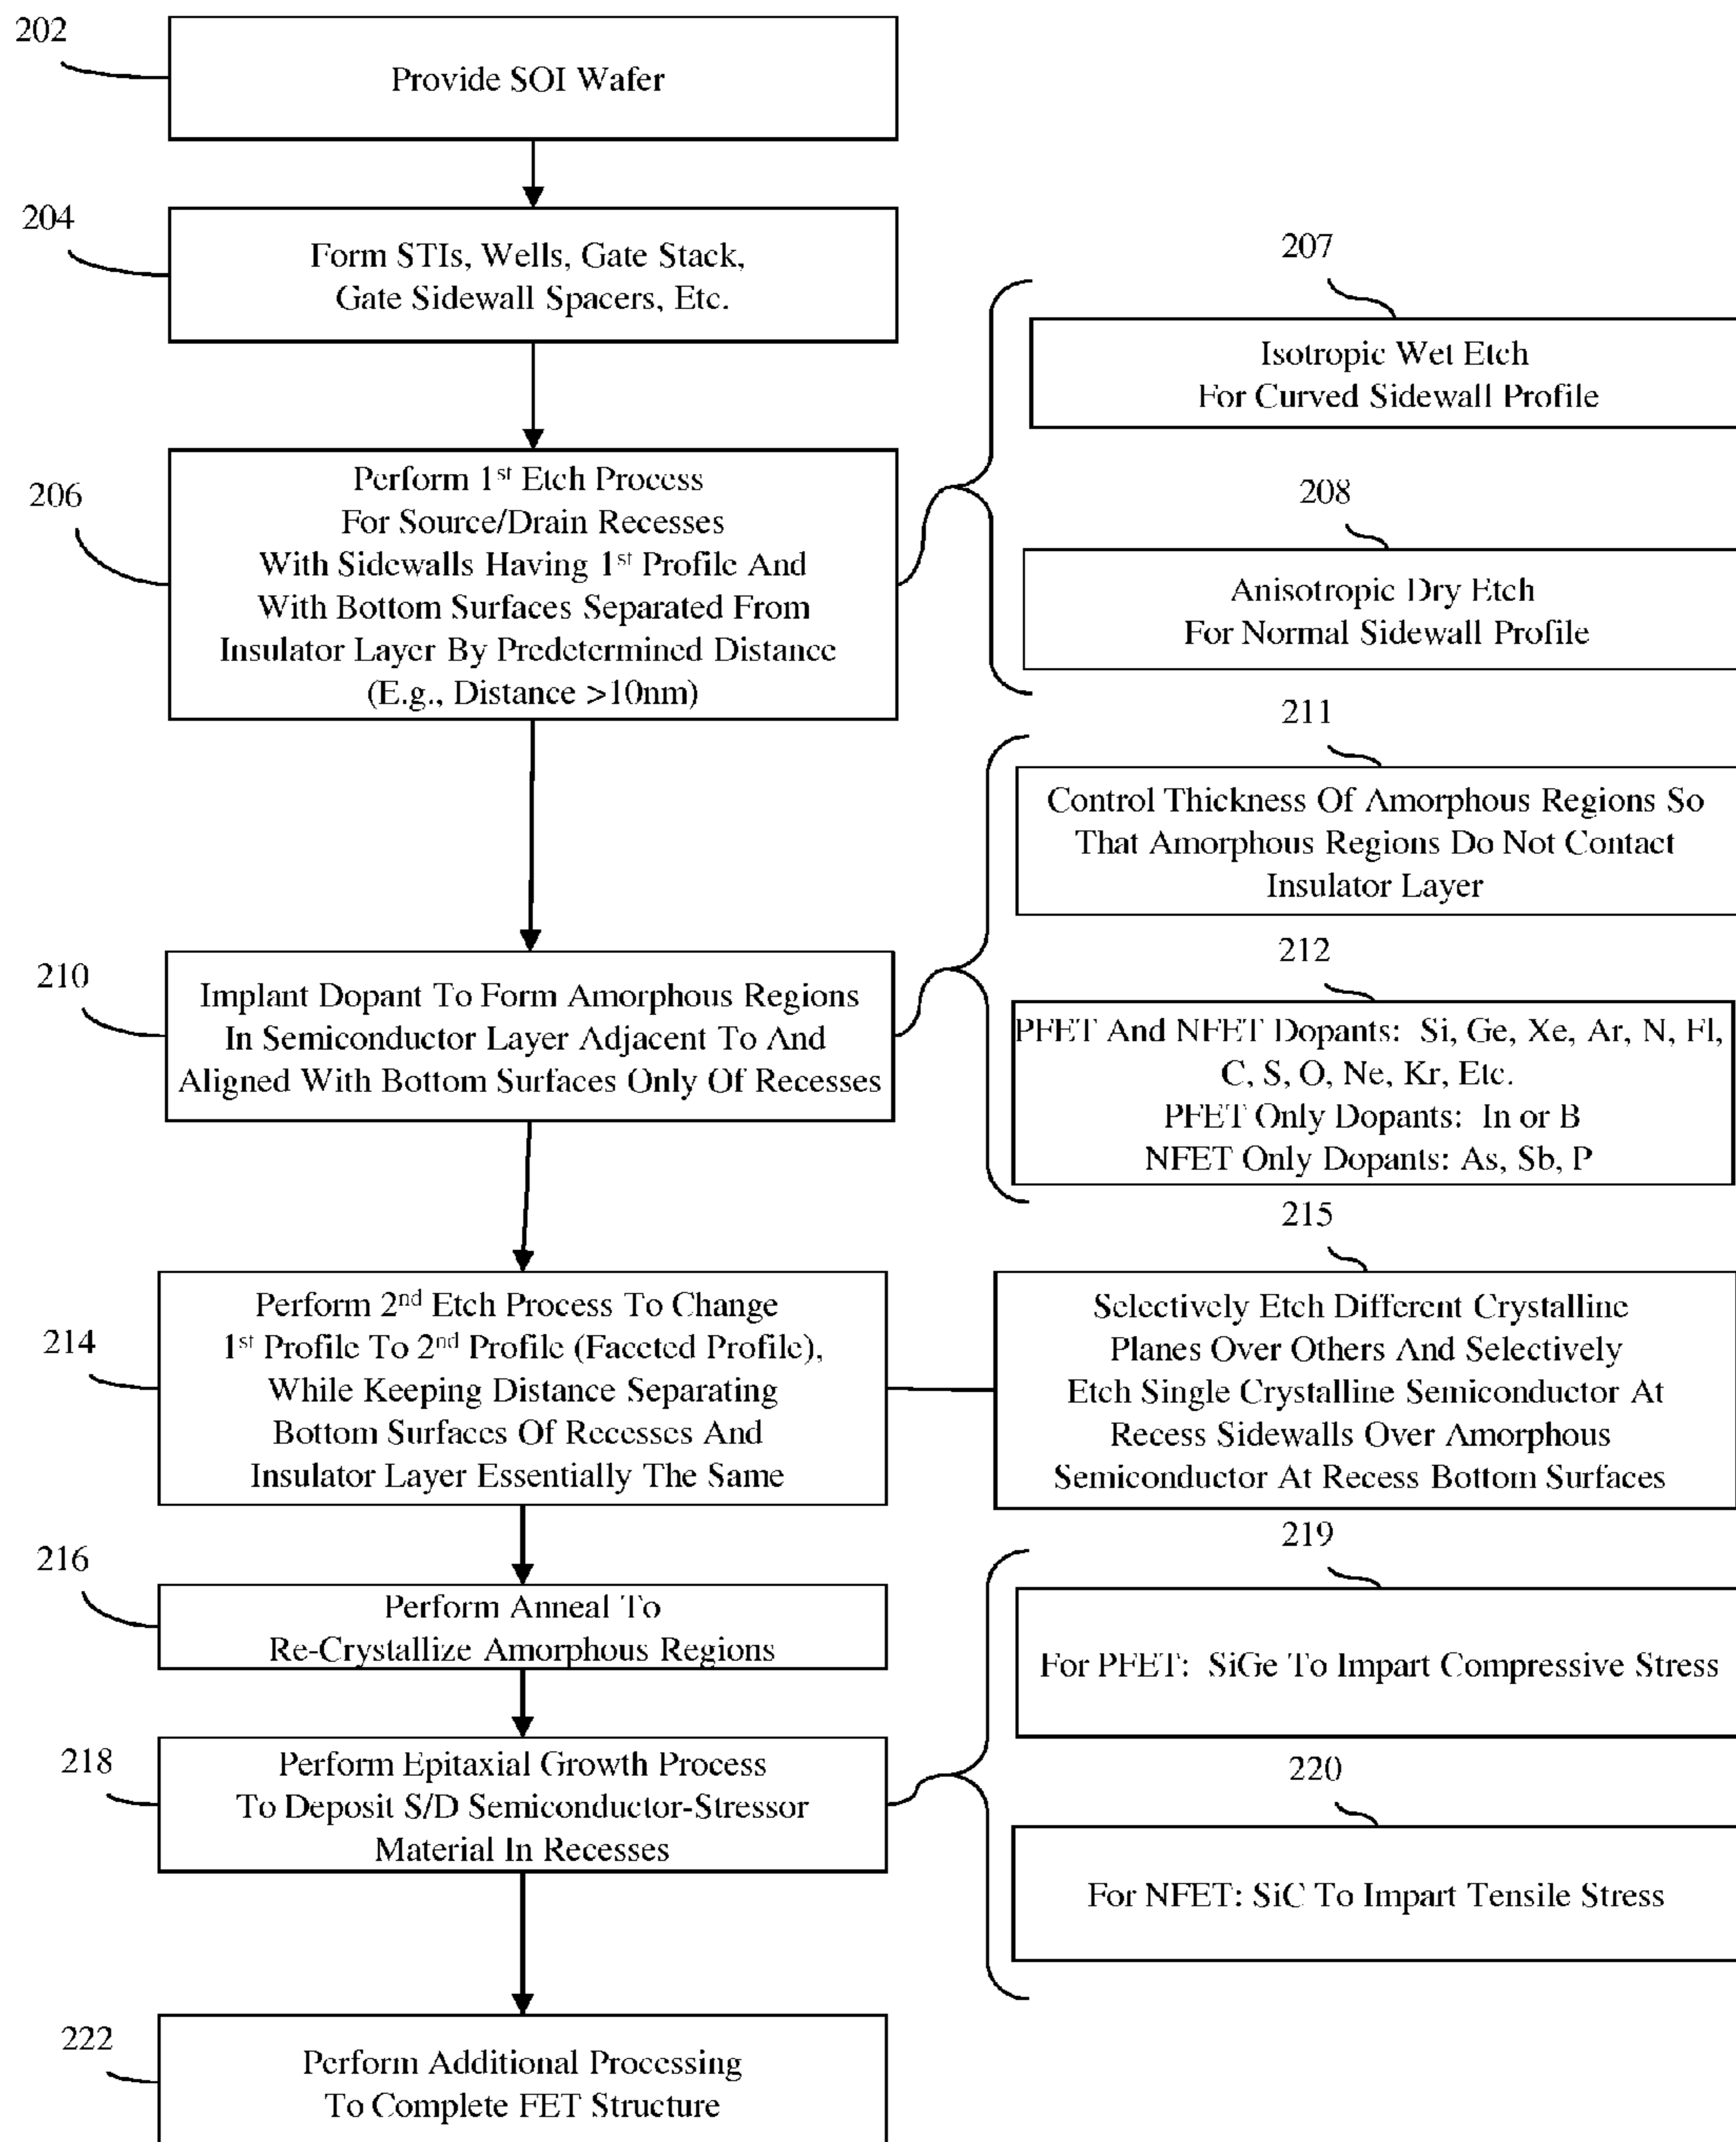 202
Provide SOI Wafer
204
Form STIs, Wells, Gate Stack,
Gate Sidewall Spacers, Etc.
207
Isotropic Wet Etch
For Curved Sidewall Profile
206
Perform 1st Etch Process
For Source/Drain Recesses
With Sidewalls Having 1st Profile And
With Bottom Surfaces Separated From
Insulator Layer By Predetermined Distance
(E.g., Distance >10nm)
208
Anisotropic Dry Etch
For Normal Sidewall Profile
211
Control Thickness Of Amorphous Regions So
That Amorphous Regions Do Not Contact
Insulator Layer
210
Implant Dopant To Form Amorphous Regions
In Semiconductor Layer Adjacent To And
Aligned With Bottom Surfaces Only Of Recesses
212
PFET And NFET Dopants: Si, Ge, Xe, Ar, N, Fl,
C, S, O, Ne, Kr, Etc.
PFET Only Dopants: In or B
NFET Only Dopants: As, Sb, P
214
Perform 2nd Etch Process To Change
1st Profile To 2nd Profile (Faceted Profile),
While Keeping Distance Separating
Bottom Surfaces Of Recesses And
Insulator Layer Essentially The Same
215
Selectively Etch Different Crystalline
Planes Over Others And Selectively
Etch Single Crystalline Semiconductor At
Recess Sidewalls Over Amorphous
Semiconductor At Recess Bottom Surfaces
216
Perform Anneal To
Re-Crystallize Amorphous Regions
219
For PFET: SiGe To Impart Compressive Stress
218
Perform Epitaxial Growth Process
To Deposit S/D Semiconductor-Stressor
Material In Recesses
220
For NFET: SiC To Impart Tensile Stress
222
Perform Additional Processing
To Complete FET Structure